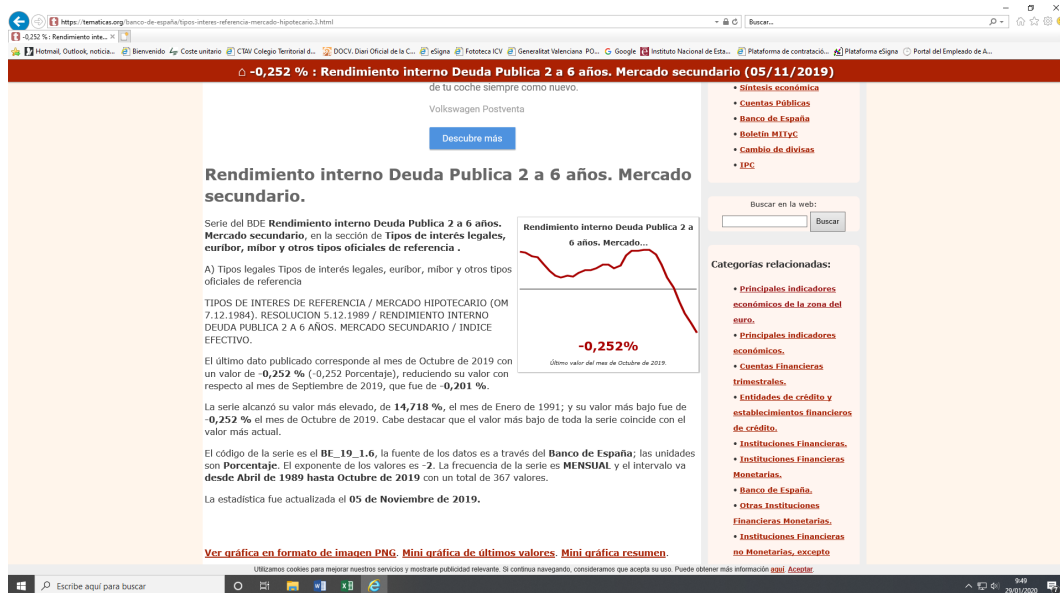 https://tematicas.org/banco-de-españa/tipos-interes-referencia-mercado-hipotecario.3.html
Buscar...
-0,252 % : Rendimiento inte...
Hotmail, Outlook, noticia... Bienvenido Coste unitario CTAV Colegio Territorial d... DOCV. Diari Oficial de la C... eSigna Fototeca ICV Generalitat Valenciana PO... Google Instituto Nacional de Esta... Plataforma de contratació... Plataforma eSigna Portal del Empleado de A...
-0,252 % : Rendimiento interno Deuda Publica 2 a 6 años. Mercado secundario (05/11/2019)
de tu coche siempre como nuevo.
Volkswagen Postventa
Descubre más
Rendimiento interno Deuda Publica 2 a 6 años. Mercado
secundario.
Serie del BDE Rendimiento interno Deuda Publica 2 a 6 años.
Mercado secundario, en la sección de Tipos de interés legales,
euríbor, míbor y otros tipos oficiales de referencia .
A) Tipos legales Tipos de interés legales, euríbor, míbor y otros tipos
oficiales de referencia
TIPOS DE INTERES DE REFERENCIA / MERCADO HIPOTECARIO (OM
7.12.1984). RESOLUCION 5.12.1989 / RENDIMIENTO INTERNO
DEUDA PUBLICA 2 A 6 AÑOS. MERCADO SECUNDARIO / INDICE
EFECTIVO.
El último dato publicado corresponde al mes de Octubre de 2019 con
un valor de -0,252 % (-0,252 Porcentaje), reduciendo su valor con
respecto al mes de Septiembre de 2019, que fue de -0,201 %.
Rendimiento interno Deuda Publica 2 a
6 años. Mercado...
-0,252%
Último valor del mes de Octubre de 2019.
La serie alcanzó su valor más elevado, de 14,718 %, el mes de Enero de 1991; y su valor más bajo fue de
-0,252 % el mes de Octubre de 2019. Cabe destacar que el valor más bajo de toda la serie coincide con el
valor más actual.
El código de la serie es el BE_19_1.6, la fuente de los datos es a través del Banco de España; las unidades
son Porcentaje. El exponente de los valores es -2. La frecuencia de la serie es MENSUAL y el intervalo va
desde Abril de 1989 hasta Octubre de 2019 con un total de 367 valores.
La estadística fue actualizada el 05 de Noviembre de 2019.
Ver gráfica en formato de imagen PNG. Mini gráfica de últimos valores. Mini gráfica resumen.
• Síntesis económica
• Cuentas Públicas
• Banco de España
• Boletín MITyC
• Cambio de divisas
• IPC
Buscar en la web:
Buscar
Categorías relacionadas:
• Principales indicadores
económicos de la zona del
euro.
• Principales indicadores
económicos.
• Cuentas Financieras
trimestrales.
• Entidades de crédito y
establecimientos financieros
de crédito.
• Instituciones Financieras.
• Instituciones Financieras
Monetarias.
• Banco de España.
• Otras Instituciones
Financieras Monetarias.
• Instituciones Financieras
no Monetarias, excepto
Utilizamos cookies para mejorar nuestros servicios y mostrarle publicidad relevante. Si continua navegando, consideramos que acepta su uso. Puede obtener más información aquí. Aceptar.
Escribe aquí para buscar
9:49
29/01/2020